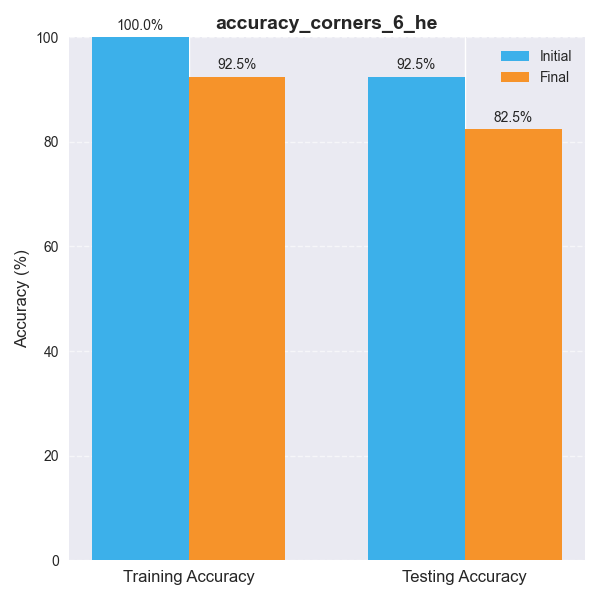 accuracy_corners_6_he
100.0%
92.5%
92.5%
82.5%
Initial
Final
Accuracy (%)
100
80
60
40
20
0
Training Accuracy
Testing Accuracy